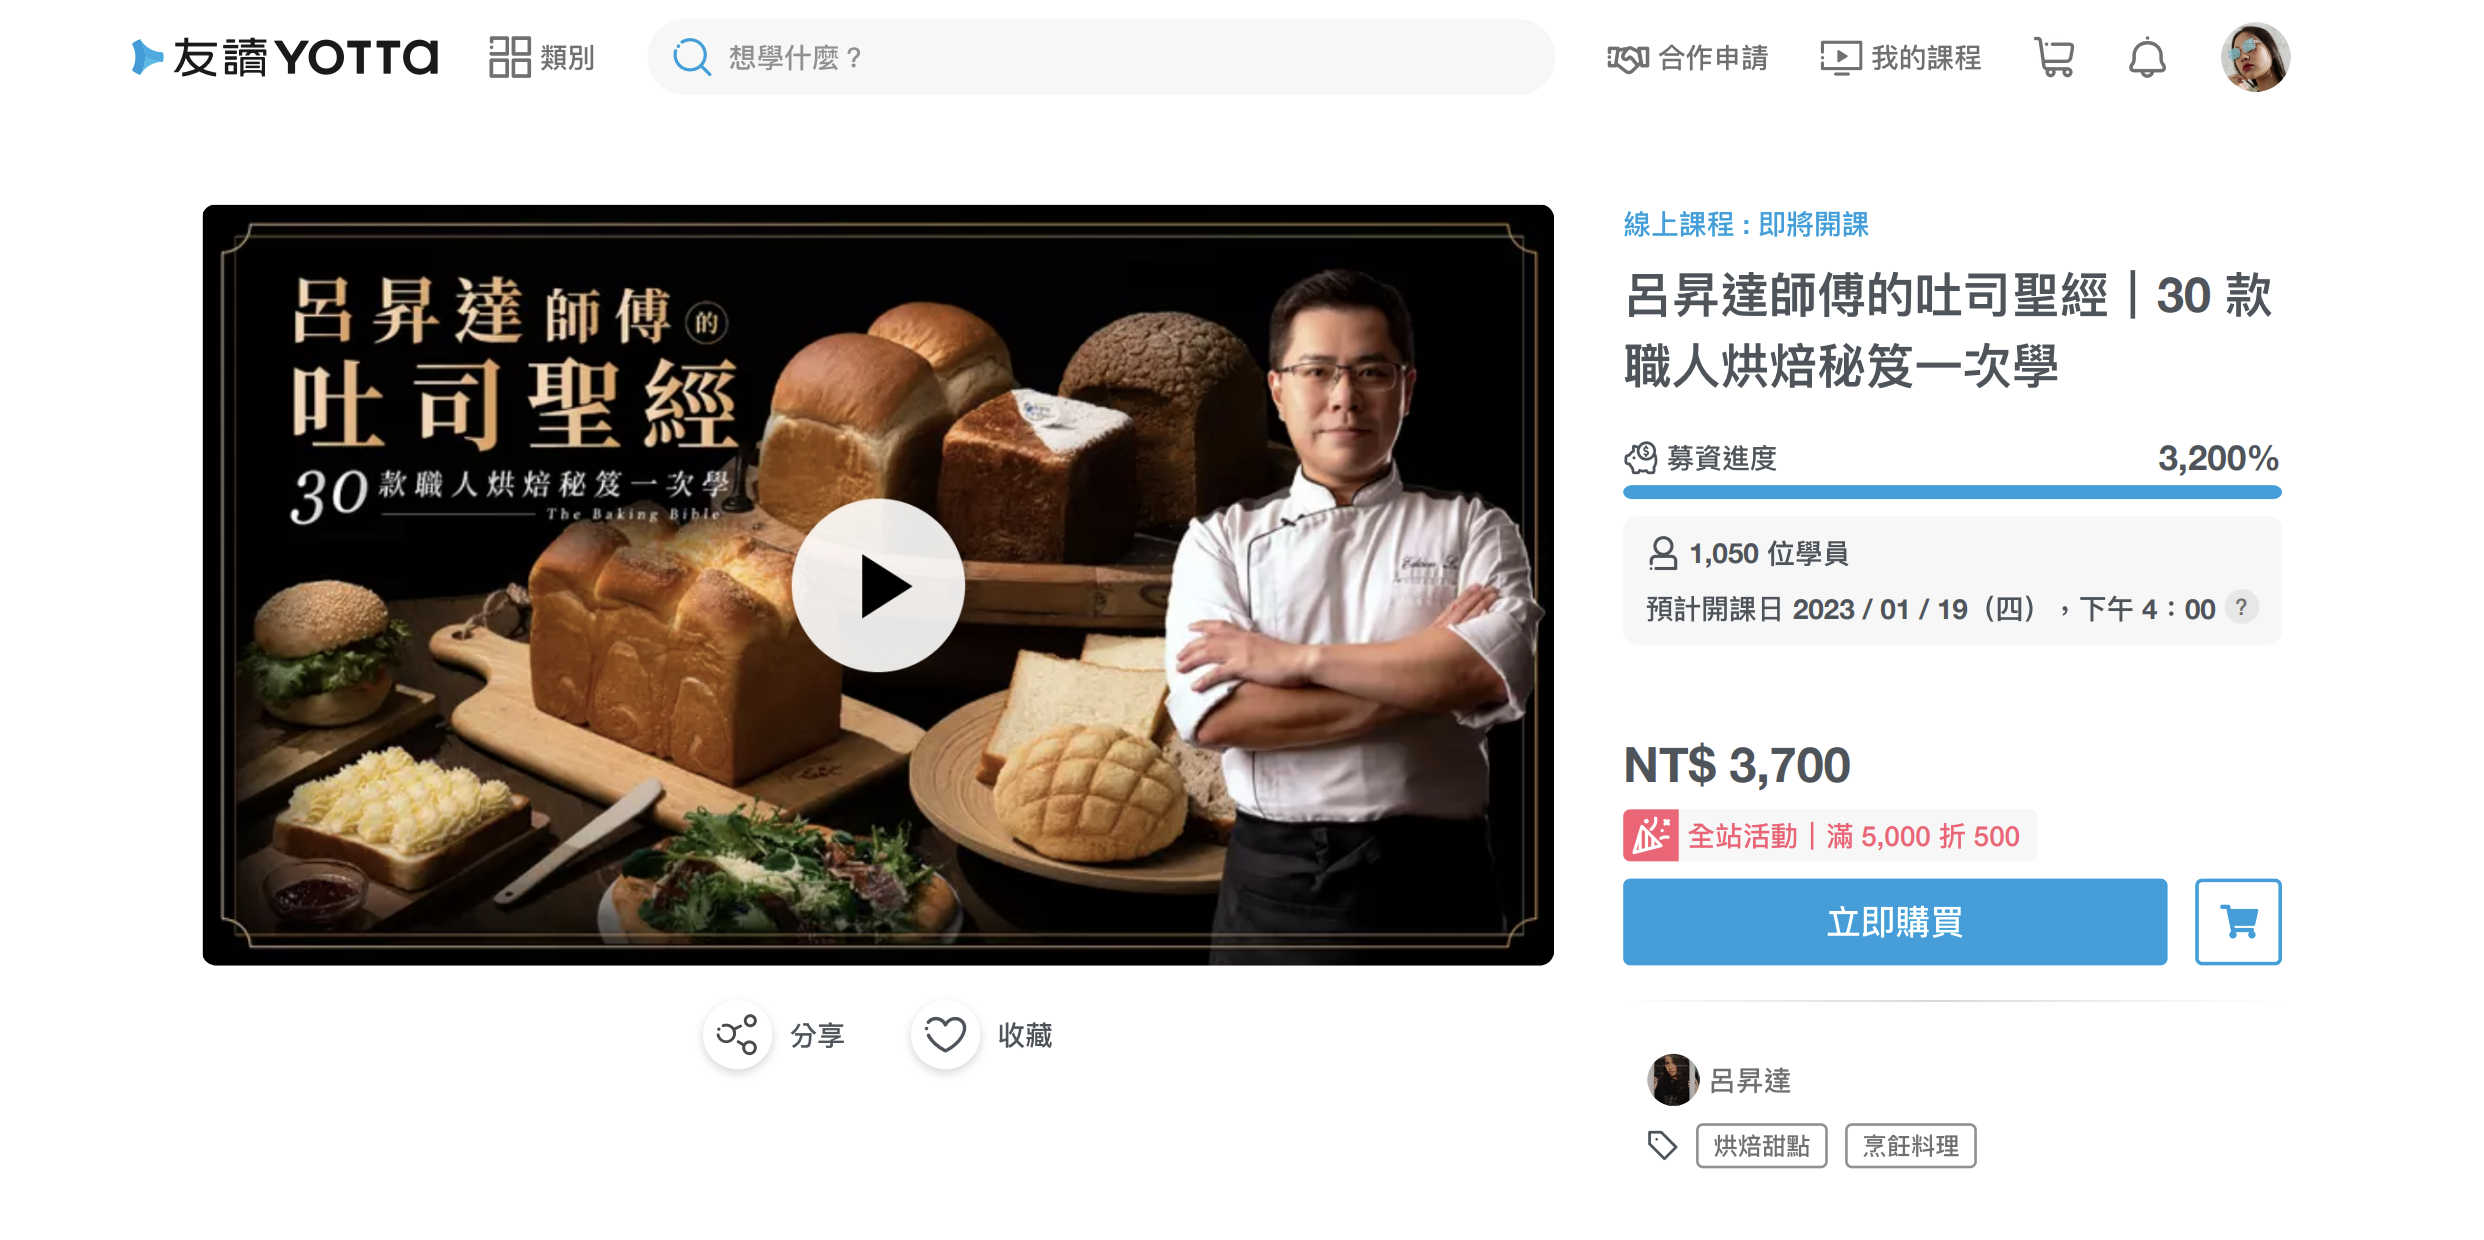 友讀 YOTTA
類別
想學什麼？
合作申請
我的課程
呂昇達師傅的
吐司聖經
30款職人烘焙秘笈一次學
The Baking Bible
線上課程 : 即將開課
呂昇達師傅的吐司聖經｜30 款
職人烘焙秘笈一次學
募資進度
3,200%
1,050 位學員
預計開課日 2023 / 01 / 19（四），下午 4：00 ?
NT$ 3,700
全站活動｜滿 5,000 折 500
立即購買
分享
收藏
呂昇達
烘焙甜點
烹飪料理